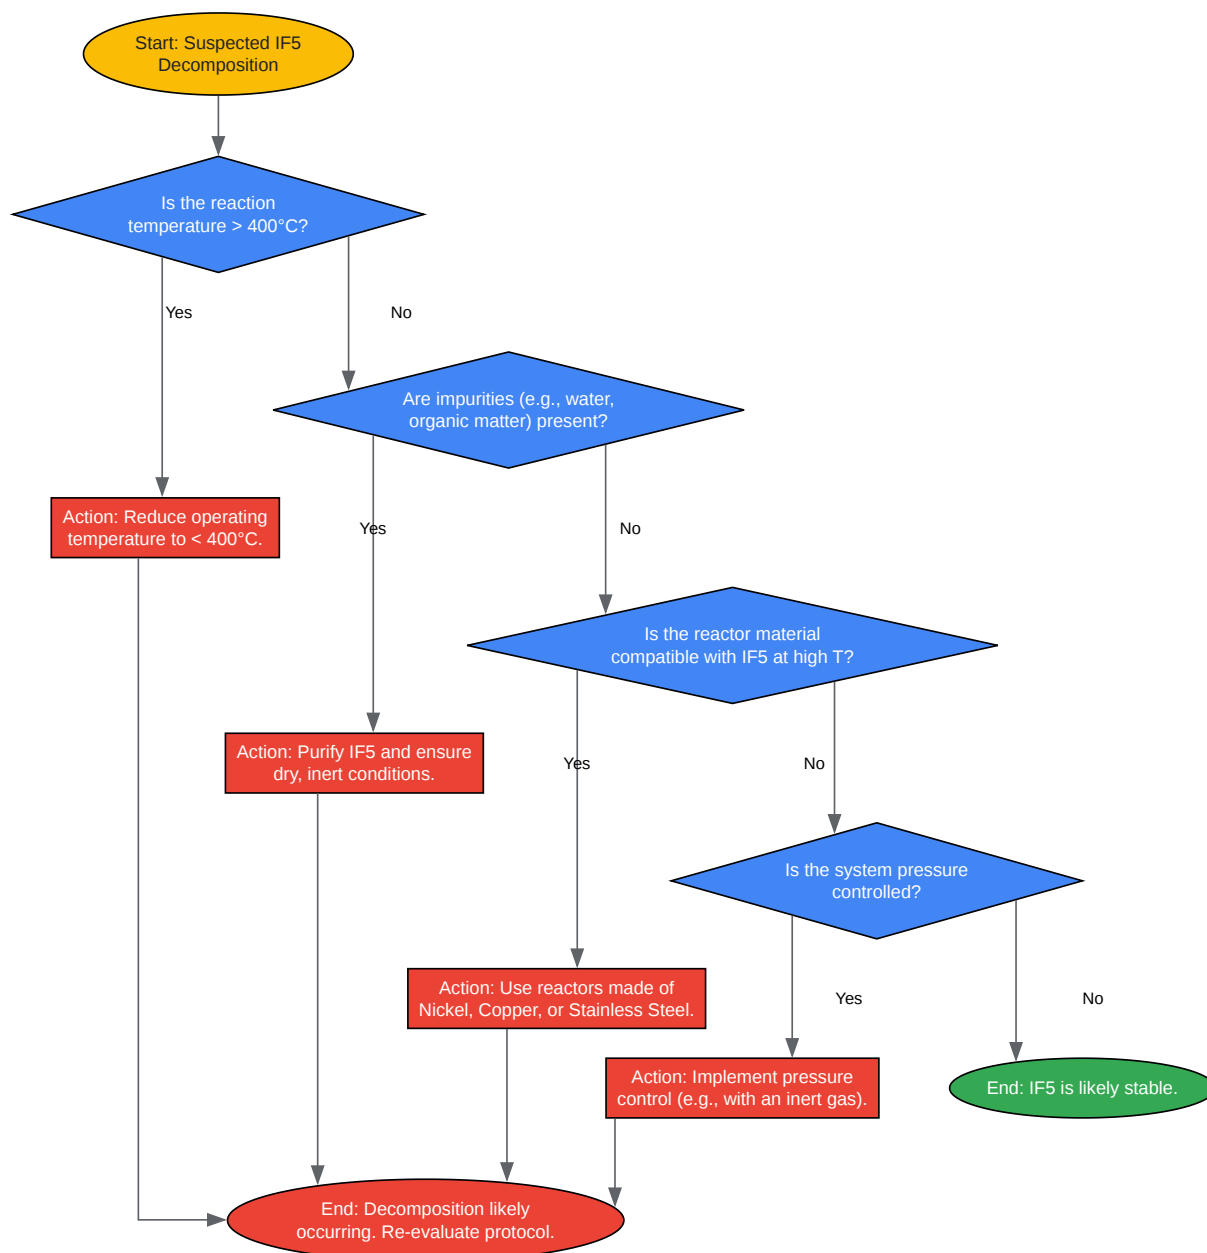 Start: Suspected IF5
Decomposition
Is the reaction
temperature > 400°C?
Yes
No
Are impurities (e.g., water,
organic matter) present?
Action: Reduce operating
temperature to < 400°C.
Yes
No
Is the reactor material
compatible with IF5 at high T?
Action: Purify IF5 and ensure
dry, inert conditions.
Yes
No
Is the system pressure
controlled?
Action: Use reactors made of
Nickel, Copper, or Stainless Steel.
Yes
No
Action: Implement pressure
control (e.g., with an inert gas).
End: IF5 is likely stable.
End: Decomposition likely
occurring. Re-evaluate protocol.